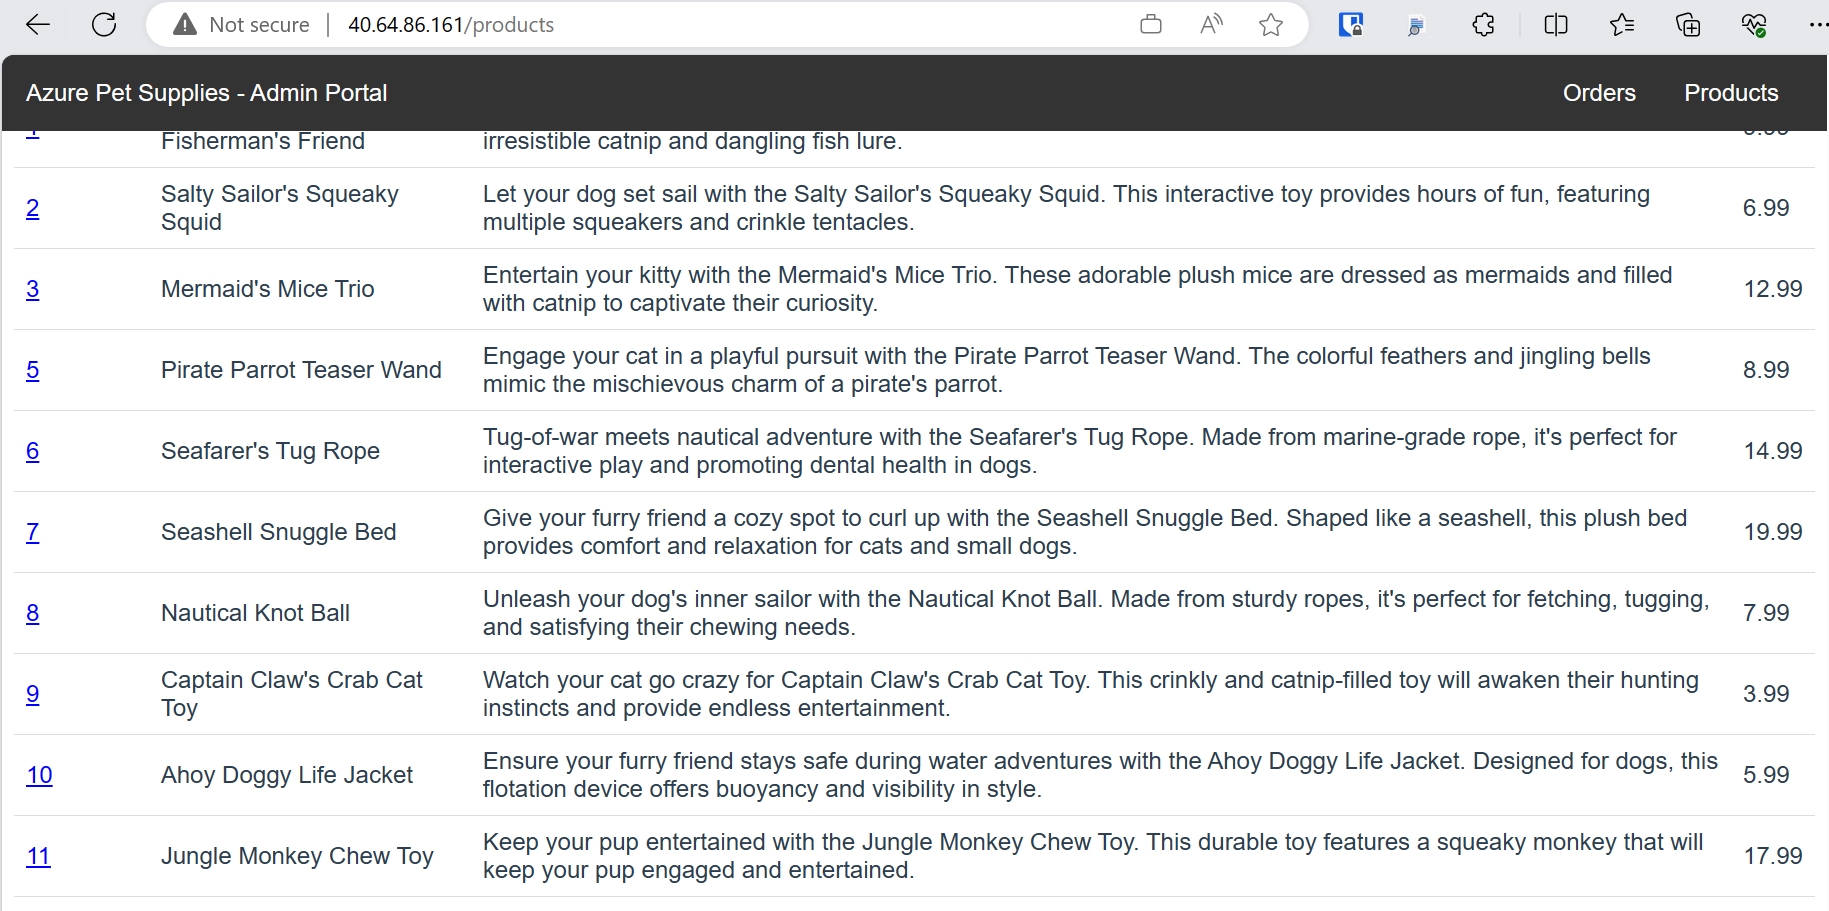 Not secure 40.64.86.161/products
Azure Pet Supplies - Admin Portal Orders Products
Fisherman's Friend irresistible catnip and dangling fish lure.
2 Salty Sailor's Squeaky Squid Let your dog set sail with the Salty Sailor's Squeaky Squid. This interactive toy provides hours of fun, featuring
multiple squeakers and crinkle tentacles. 6.99
3 Mermaid's Mice Trio Entertain your kitty with the Mermaid's Mice Trio. These adorable plush mice are dressed as mermaids and filled
with catnip to captivate their curiosity. 12.99
5 Pirate Parrot Teaser Wand Engage your cat in a playful pursuit with the Pirate Parrot Teaser Wand. The colorful feathers and jingling bells
mimic the mischievous charm of a pirate's parrot. 8.99
6 Seafarer's Tug Rope Tug-of-war meets nautical adventure with the Seafarer's Tug Rope. Made from marine-grade rope, it's perfect for
interactive play and promoting dental health in dogs. 14.99
7 Seashell Snuggle Bed Give your furry friend a cozy spot to curl up with the Seashell Snuggle Bed. Shaped like a seashell, this plush bed
provides comfort and relaxation for cats and small dogs. 19.99
8 Nautical Knot Ball Unleash your dog's inner sailor with the Nautical Knot Ball. Made from sturdy ropes, it's perfect for fetching, tugging,
and satisfying their chewing needs. 7.99
9 Captain Claw's Crab Cat Toy Watch your cat go crazy for Captain Claw's Crab Cat Toy. This crinkly and catnip-filled toy will awaken their hunting
instincts and provide endless entertainment. 3.99
10 Ahoy Doggy Life Jacket Ensure your furry friend stays safe during water adventures with the Ahoy Doggy Life Jacket. Designed for dogs, this
flotation device offers buoyancy and visibility in style. 5.99
11 Jungle Monkey Chew Toy Keep your pup entertained with the Jungle Monkey Chew Toy. This durable toy features a squeaky monkey that will
keep your pup engaged and entertained. 17.99